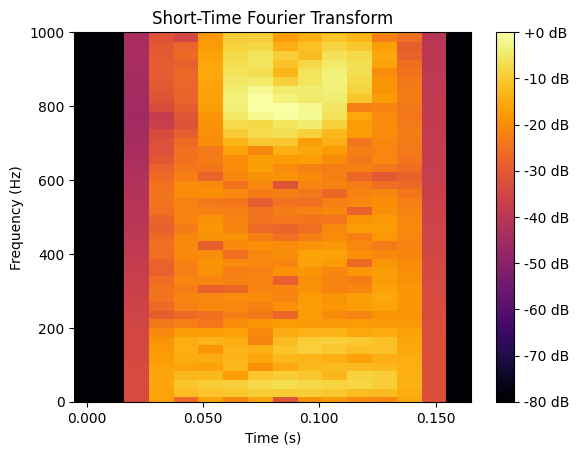 Short-Time Fourier Transform
1000
800
600
400
200
0
Frequency (Hz)
0.000
0.050
0.100
0.150
Time (s)
+0 dB
-10 dB
-20 dB
-30 dB
-40 dB
-50 dB
-60 dB
-70 dB
-80 dB